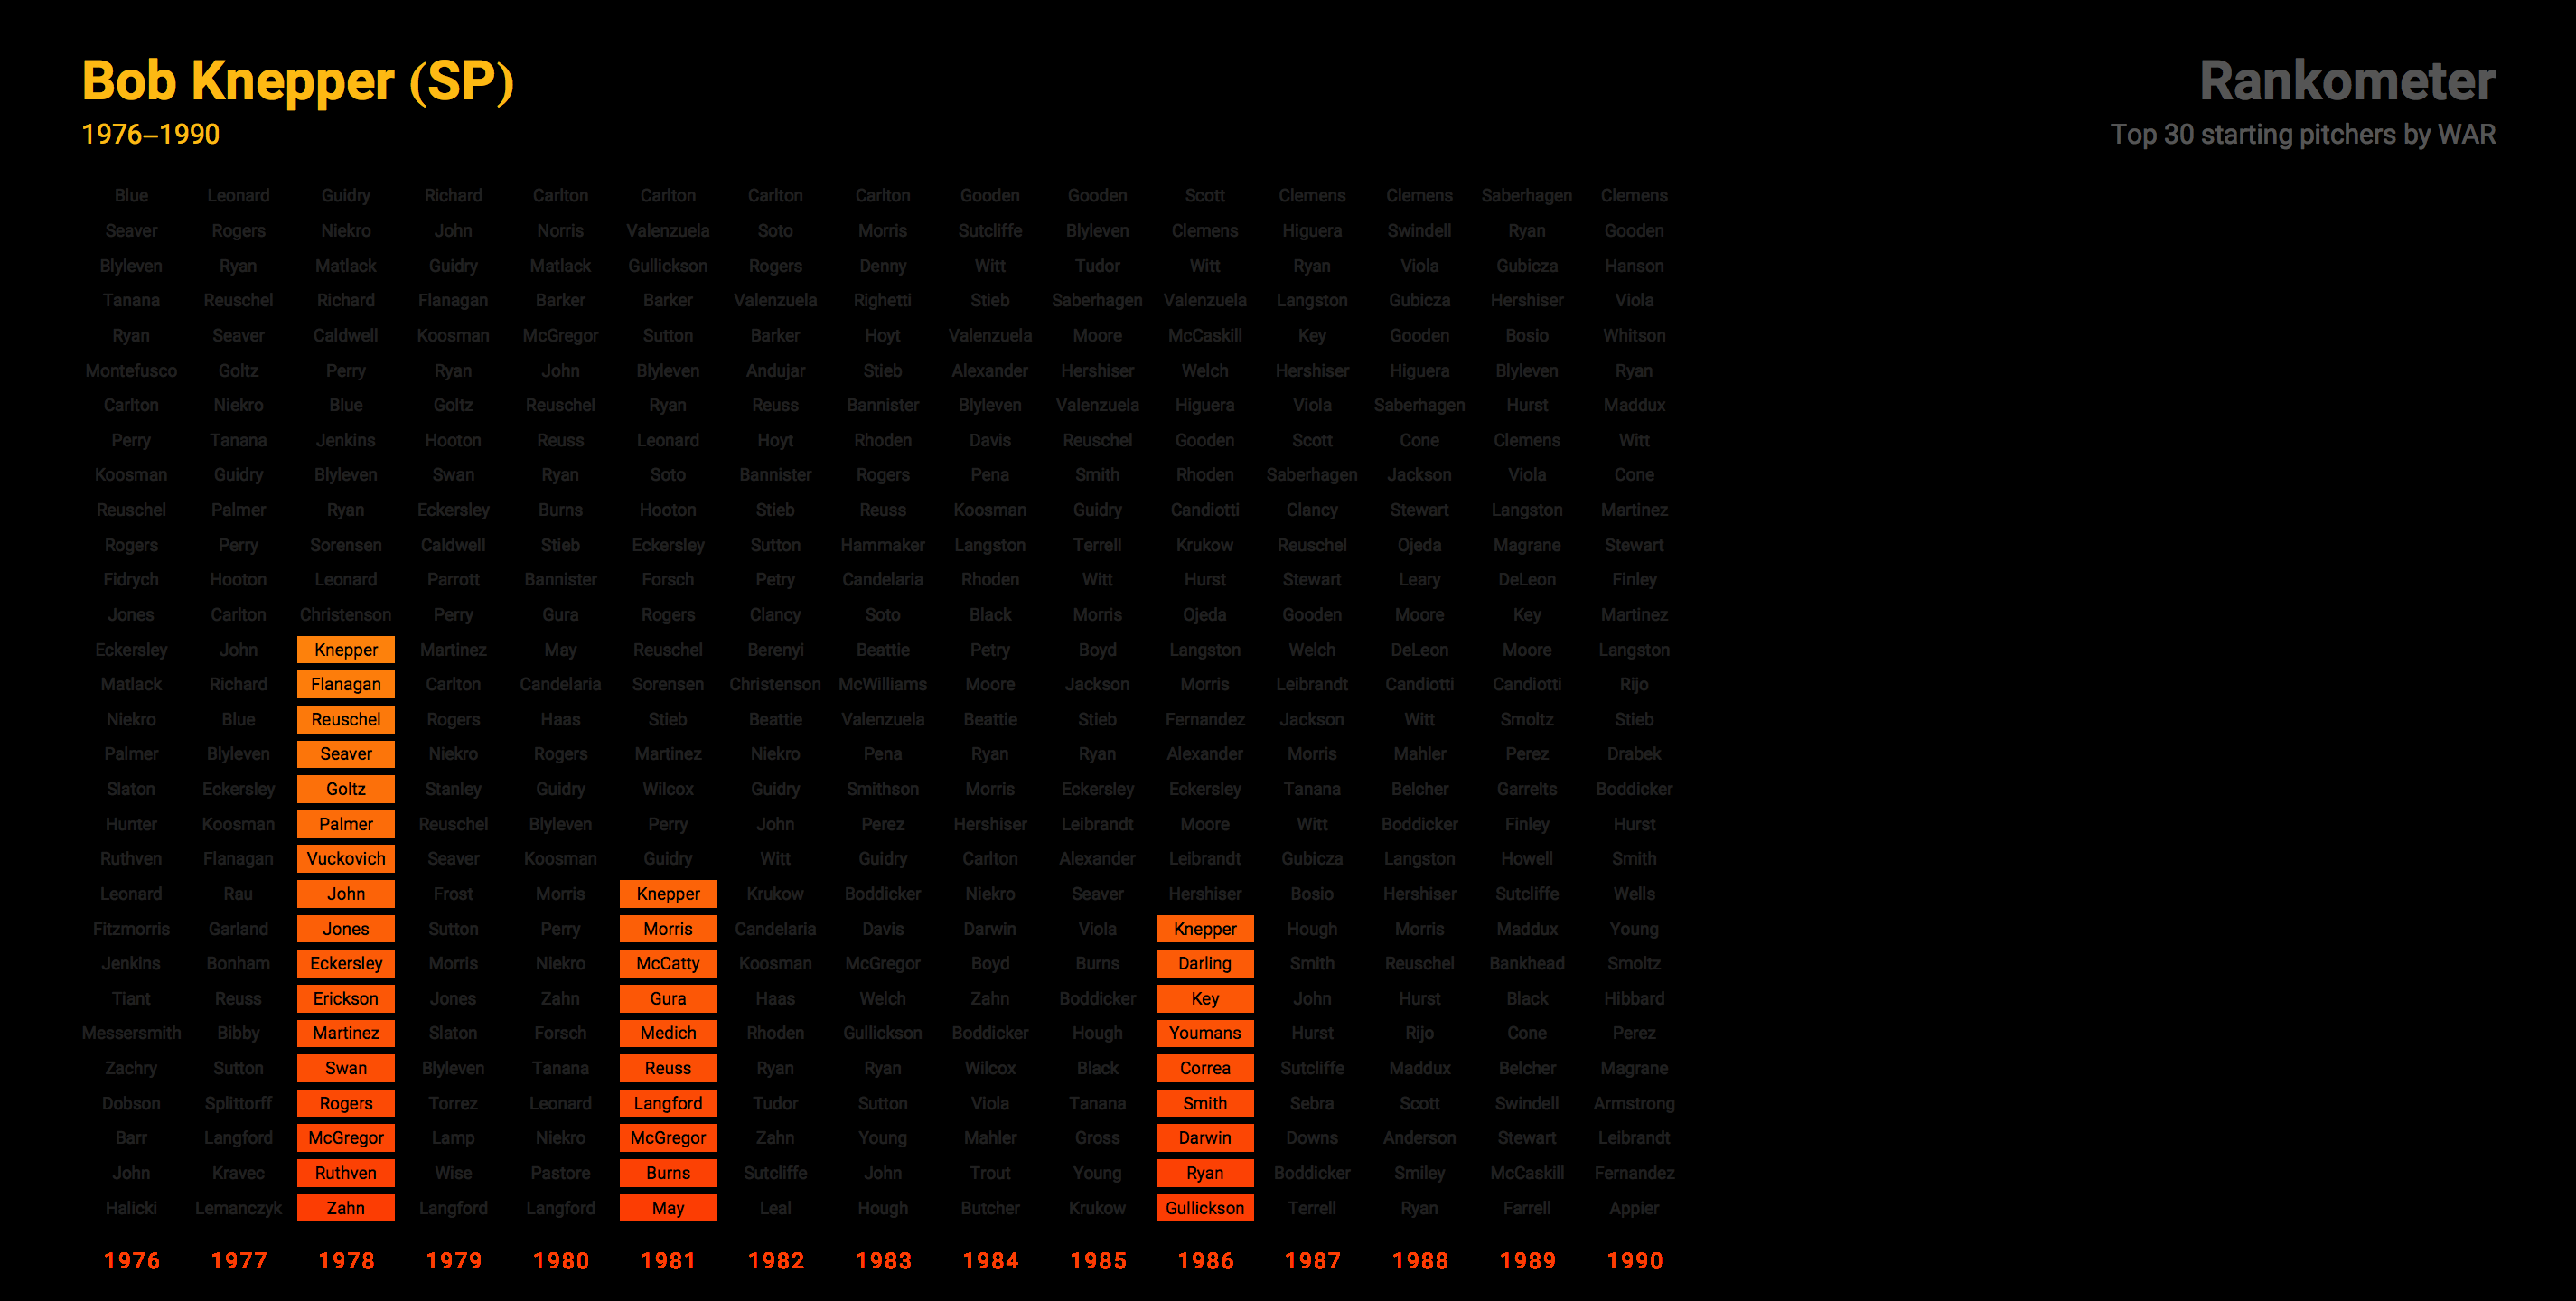 Bob Knepper (SP)
1976–1990
Rankometer
Top 30 starting pitchers by WAR
Blue Leonard Guidry Richard Carlton Carlton Carlton Carlton Gooden Gooden Scott Clemens Clemens Saberhagen Clemens
Seaver Rogers Niekro John Norris Valenzuela Soto Morris Sutcliffe Blyleven Clemens Higuera Swindell Ryan Gooden
Blyleven Ryan Matlack Guidry Matlack Gullickson Rogers Denny Witt Tudor Witt Ryan Viola Gubicza Hanson
Tanana Reuschel Richard Flanagan Barker Barker Valenzuela Righetti Stieb Saberhagen Valenzuela Langston Gubicza Hershiser Viola
Ryan Seaver Caldwell Koosman McGregor Sutton Barker Hoyt Valenzuela Moore McCaskill Key Gooden Bosio Whitson
Montefusco Goltz Perry Ryan John Blyleven Andujar Stieb Alexander Hershiser Welch Hershiser Higuera Blyleven Ryan
Carlton Niekro Blue Goltz Reuschel Ryan Reuss Bannister Blyleven Valenzuela Higuera Viola Saberhagen Hurst Maddux
Perry Tanana Jenkins Hooton Reuss Leonard Hoyt Rhoden Davis Reuschel Gooden Scott Cone Clemens Witt
Koosman Guidry Blyleven Swan Ryan Soto Bannister Rogers Pena Smith Rhoden Saberhagen Jackson Viola Cone
Reuschel Palmer Ryan Eckersley Burns Hooton Stieb Reuss Koosman Guidry Candiotti Clancy Stewart Langston Martinez
Rogers Perry Sorensen Caldwell Stieb Eckersley Sutton Hammaker Langston Terrell Krukow Reuschel Ojeda Magrane Stewart
Fidrych Hooton Leonard Parrott Bannister Forsch Petry Candelaria Rhoden Witt Hurst Stewart Leary DeLeon Finley
Jones Carlton Christenson Perry Gura Rogers Clancy Soto Black Morris Ojeda Gooden Moore Key Martinez
Eckersley John Knepper Martinez May Reuschel Berenyi Beattie Petry Boyd Langston Welch DeLeon Moore Langston
Matlack Richard Flanagan Carlton Candelaria Sorensen Christenson McWilliams Moore Jackson Morris Leibrandt Candiotti Candiotti Rijo
Niekro Blue Reuschel Rogers Haas Stieb Beattie Valenzuela Beattie Stieb Fernandez Jackson Witt Smoltz Stieb
Palmer Blyleven Seaver Niekro Rogers Martinez Niekro Pena Ryan Ryan Alexander Morris Mahler Perez Drabek
Slaton Eckersley Goltz Stanley Guidry Wilcox Guidry Smithson Morris Eckersley Eckersley Tanana Belcher Garrelts Boddicker
Hunter Koosman Palmer Reuschel Blyleven Perry John Perez Hershiser Leibrandt Moore Witt Boddicker Finley Hurst
Ruthven Flanagan Vuckovich Seaver Koosman Guidry Witt Guidry Carlton Alexander Leibrandt Gubicza Langston Howell Smith
Leonard Rau John Frost Morris Knepper Krukow Boddicker Niekro Seaver Hershiser Bosio Hershiser Sutcliffe Wells
Fitzmorris Garland Jones Sutton Perry Morris Candelaria Davis Darwin Viola Knepper Hough Morris Maddux Young
Jenkins Bonham Eckersley Morris Niekro McCatty Koosman McGregor Boyd Burns Darling Smith Reuschel Bankhead Smoltz
Tiant Reuss Erickson Jones Zahn Gura Haas Welch Zahn Boddicker Key John Hurst Black Hibbard
Messersmith Bibby Martinez Slaton Forsch Medich Rhoden Gullickson Boddicker Hough Youmans Hurst Rijo Cone Perez
Zachry Sutton Swan Blyleven Tanana Reuss Ryan Ryan Wilcox Black Correa Sutcliffe Maddux Belcher Magrane
Dobson Splittorff Rogers Torrez Leonard Langford Tudor Sutton Viola Tanana Smith Sebra Scott Swindell Armstrong
Barr Langford McGregor Lamp Niekro McGregor Zahn Young Mahler Gross Darwin Downs Anderson Stewart Leibrandt
John Kravec Ruthven Wise Pastore Burns Sutcliffe John Trout Young Ryan Boddicker Smiley McCaskill Fernandez
Halicki Lemanczyk Zahn Langford Langford May Leal Hough Butcher Krukow Gullickson Terrell Ryan Farrell Appier
1976 1977 1978 1979 1980 1981 1982 1983 1984 1985 1986 1987 1988 1989 1990